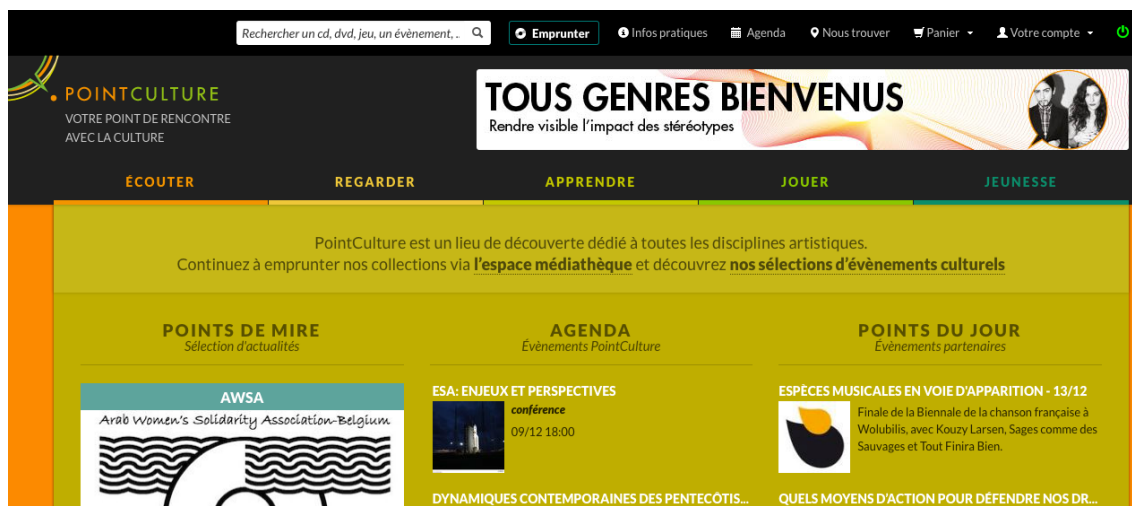 Rechercher un cd, dvd, jeu, un évènement, ..
Emprunter
Infos pratiques
Agenda
Nous trouver
Panier
Votre compte
POINTCULTURE
VOTRE POINT DE RENCONTRE
AVEC LA CULTURE
TOUS GENRES BIENVENUS
Rendre visible l'impact des stéréotypes
ÉCOUTER
REGARDER
APPRENDRE
JOUER
JEUNESSE
PointCulture est un lieu de découverte dédié à toutes les disciplines artistiques.
Continuez à emprunter nos collections via l'espace médiathèque et découvrez nos sélections d'évènements culturels
POINTS DE MIRE
Sélection d'actualités
AWSA
Arab Women's Solidarity Association-Belgium
AGENDA
Évènements PointCulture
ESA: ENJEUX ET PERSPECTIVES
conférence
09/12 18:00
DYNAMIQUES CONTEMPORAINES DES PENTECÔTIS...
POINTS DU JOUR
Évènements partenaires
ESPÈCES MUSICALES EN VOIE D'APPARITION - 13/12
Finale de la Biennale de la chanson française à
Wolubilis, avec Kouzy Larsen, Sages comme des
Sauvages et Tout Finira Bien.
QUELS MOYENS D'ACTION POUR DÉFENDRE NOS DR...